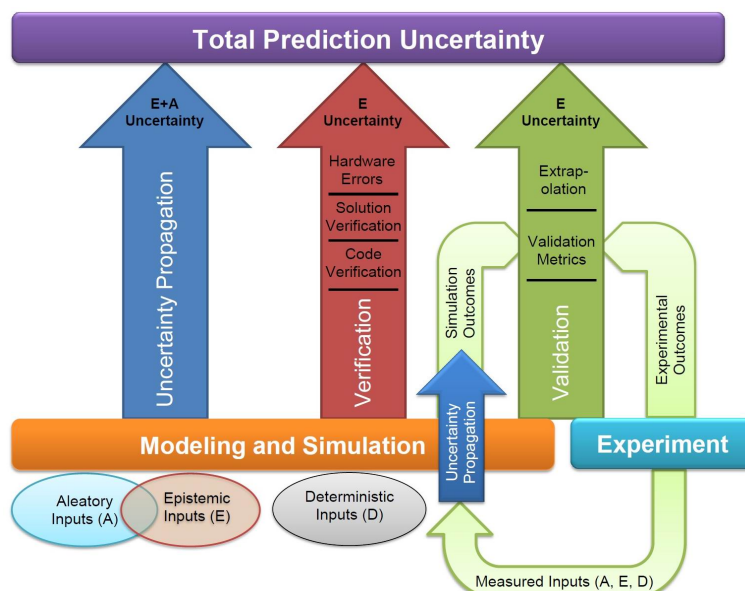 Total Prediction Uncertainty
E+A
Uncertainty
Uncertainty Propagation
E
Uncertainty
Hardware
Errors
Solution
Verification
Code
Verification
Verification
E
Uncertainty
Extrap-
olation
Validation
Metrics
Validation
Simulation
Outcomes
Experimental
Outcomes
Modeling and Simulation
Uncertainty
Propagation
Experiment
Aleatory
Inputs (A)
Epistemic
Inputs (E)
Deterministic
Inputs (D)
Measured Inputs (A, E, D)